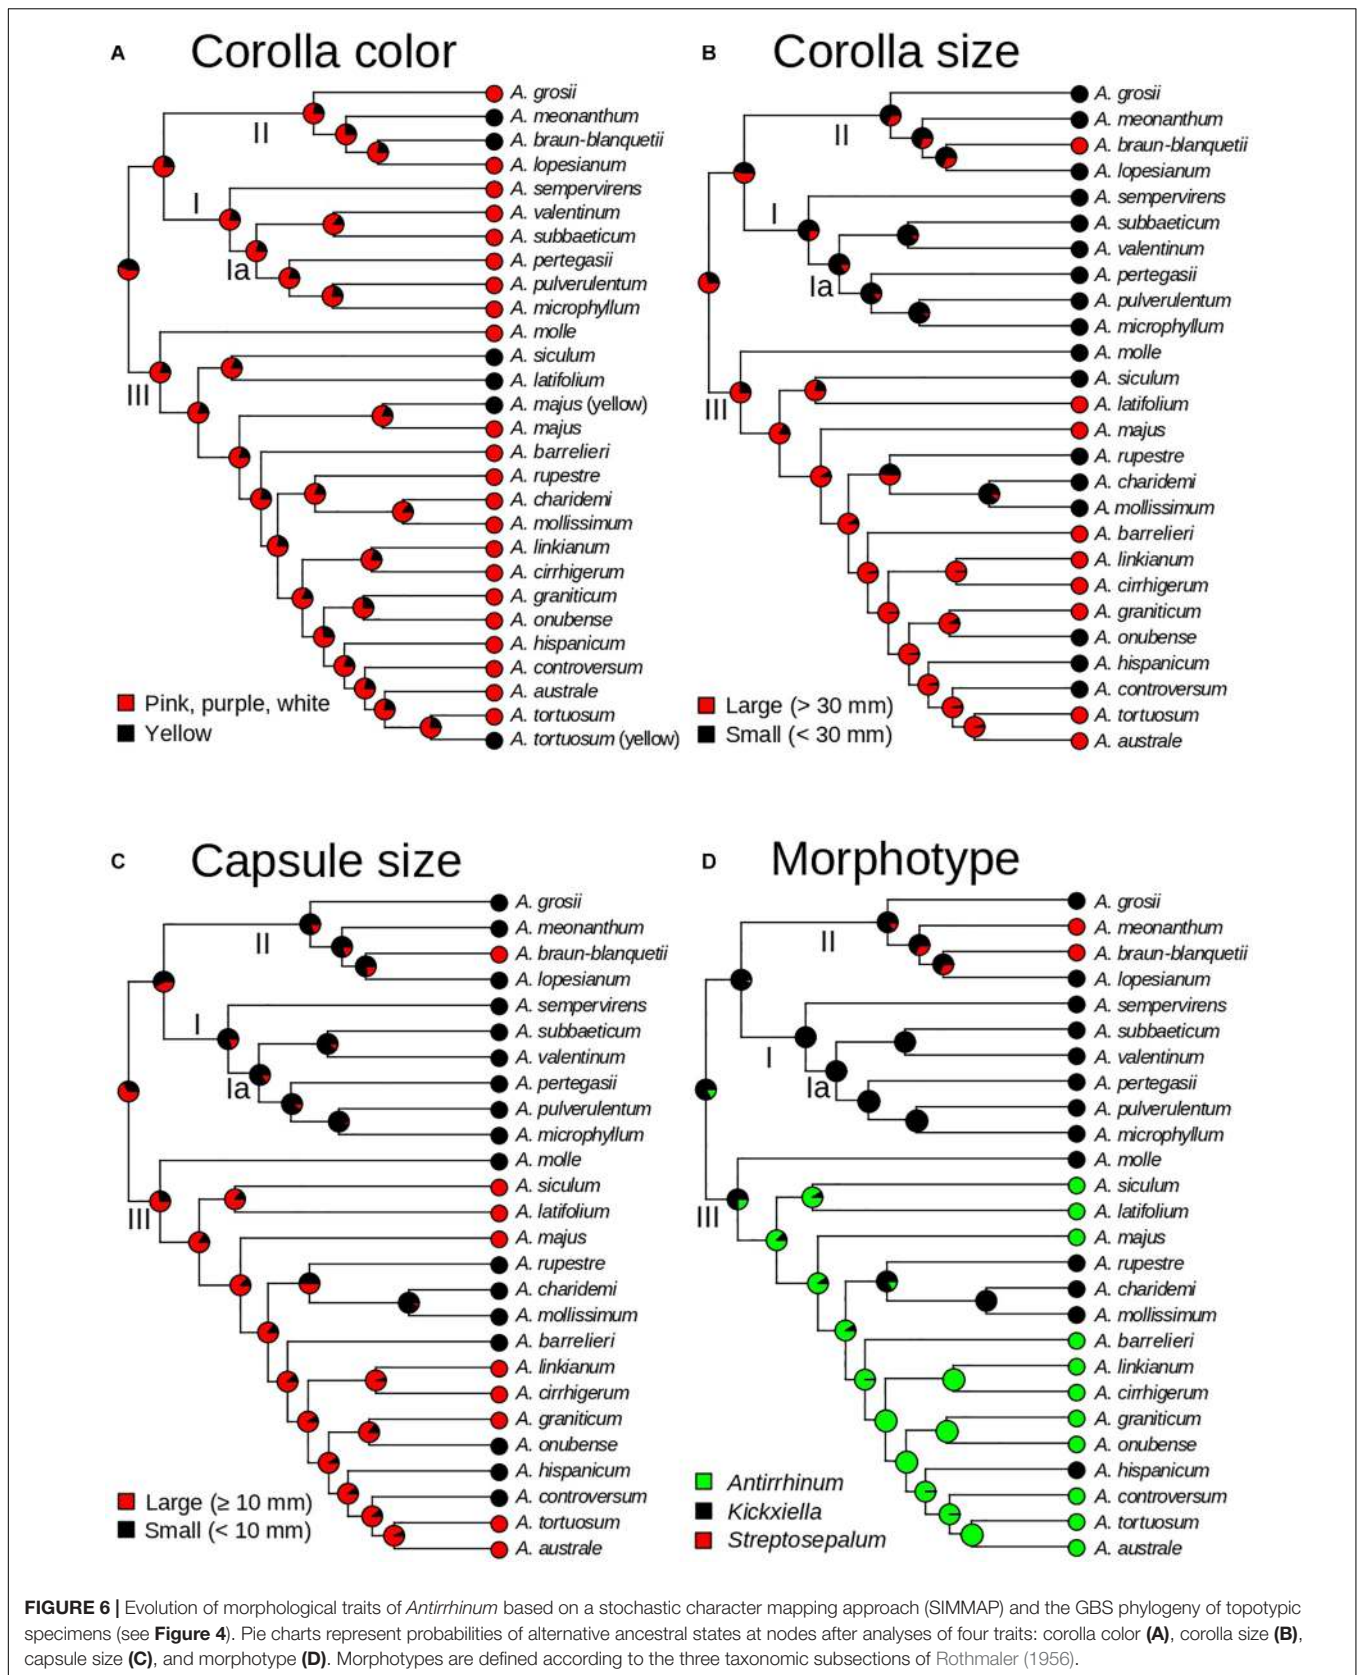 A Corolla color
A. grosii
A. meonanthum
A. braun-blanquetii
II
A. lopesianum
A. sempervirens
I
A. valentinum
A. subbaeticum
A. pertegasii
Ia
A. pulverulentum
A. microphyllum
A. molle
A. siculum
A. latifolium
III
A. majus (yellow)
A. majus
A. barrelieri
A. rupestre
A. charidemi
A. mollissimum
A. linkianum
A. cirrhigerum
A. graniticum
A. onubense
A. hispanicum
A. controversum
A. australe
A. tortuosum
A. tortuosum (yellow)
Pink, purple, white
Yellow
B Corolla size
A. grosii
A. meonanthum
II
A. braun-blanquetii
A. lopesianum
A. sempervirens
I
A. subbaeticum
A. valentinum
A. pertegasii
Ia
A. pulverulentum
A. microphyllum
A. molle
A. siculum
A. latifolium
III
A. majus
A. rupestre
A. charidemi
A. mollissimum
A. barrelieri
A. linkianum
A. cirrhigerum
A. graniticum
A. onubense
A. hispanicum
A. controversum
A. tortuosum
A. australe
Large (> 30 mm)
Small (< 30 mm)
C Capsule size
A. grosii
A. meonanthum
II
A. braun-blanquetii
A. lopesianum
A. sempervirens
I
A. subbaeticum
A. valentinum
A. pertegasii
Ia
A. pulverulentum
A. microphyllum
A. molle
A. siculum
A. latifolium
III
A. majus
A. rupestre
A. charidemi
A. mollissimum
A. barrelieri
A. linkianum
A. cirrhigerum
A. graniticum
A. onubense
A. hispanicum
A. controversum
A. tortuosum
A. australe
Large (≥ 10 mm)
Small (< 10 mm)
D Morphotype
A. grosii
A. meonanthum
II
A. braun-blanquetii
A. lopesianum
A. sempervirens
A. subbaeticum
I
A. valentinum
A. pertegasii
Ia
A. pulverulentum
A. microphyllum
A. molle
A. siculum
A. latifolium
III
A. majus
A. rupestre
A. charidemi
A. mollissimum
A. barrelieri
A. linkianum
A. cirrhigerum
A. graniticum
A. onubense
A. hispanicum
A. controversum
A. tortuosum
A. australe
Antirrhinum
Kickxiella
Streptosepalum
FIGURE 6 | Evolution of morphological traits of Antirrhinum based on a stochastic character mapping approach (SIMMAP) and the GBS phylogeny of topotypic
specimens (see Figure 4). Pie charts represent probabilities of alternative ancestral states at nodes after analyses of four traits: corolla color (A), corolla size (B),
capsule size (C), and morphotype (D). Morphotypes are defined according to the three taxonomic subsections of Rothmaler (1956).